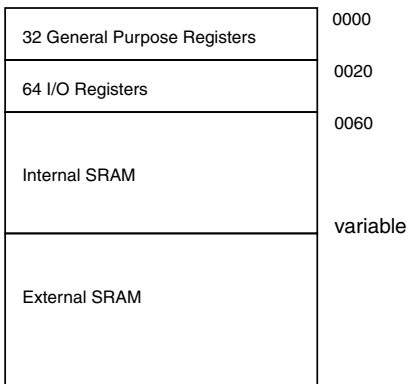 0000
32 General Purpose Registers
0020
64 I/O Registers
0060
Internal SRAM
variable
External SRAM